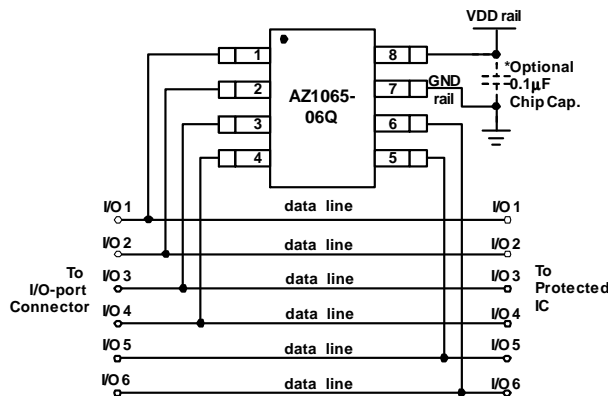 VDD rail
1
8
*Optional
0.1µF
Chip Cap.
2
AZ1065-
06Q
7
GND
rail
3
6
4
5
I/O 1
data line
I/O 1
I/O 2
data line
I/O 2
To
I/O-port
Connector
I/O 3
data line
I/O 3
To
Protected
IC
I/O 4
data line
I/O 4
I/O 5
data line
I/O 5
I/O 6
data line
I/O 6